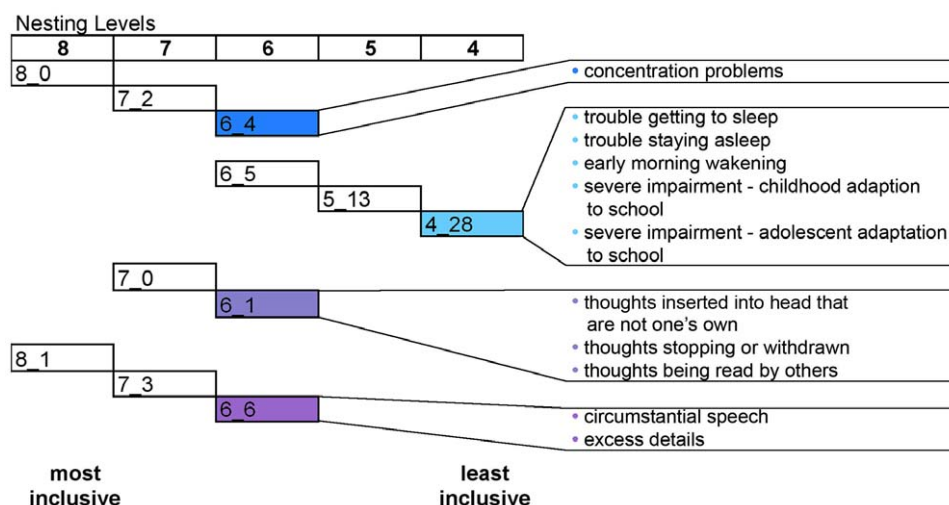 Nesting Levels
8 7 6 5 4
8_0
• concentration problems
7_2
6_4
• trouble getting to sleep
• trouble staying asleep
• early morning wakening
• severe impairment - childhood adaption
to school
• severe impairment - adolescent adaptation
to school
6_5
5_13
4_28
7_0
6_1
• thoughts inserted into head that
are not one's own
• thoughts stopping or withdrawn
• thoughts being read by others
8_1
7_3
6_6
• circumstantial speech
• excess details
most
inclusive
least
inclusive